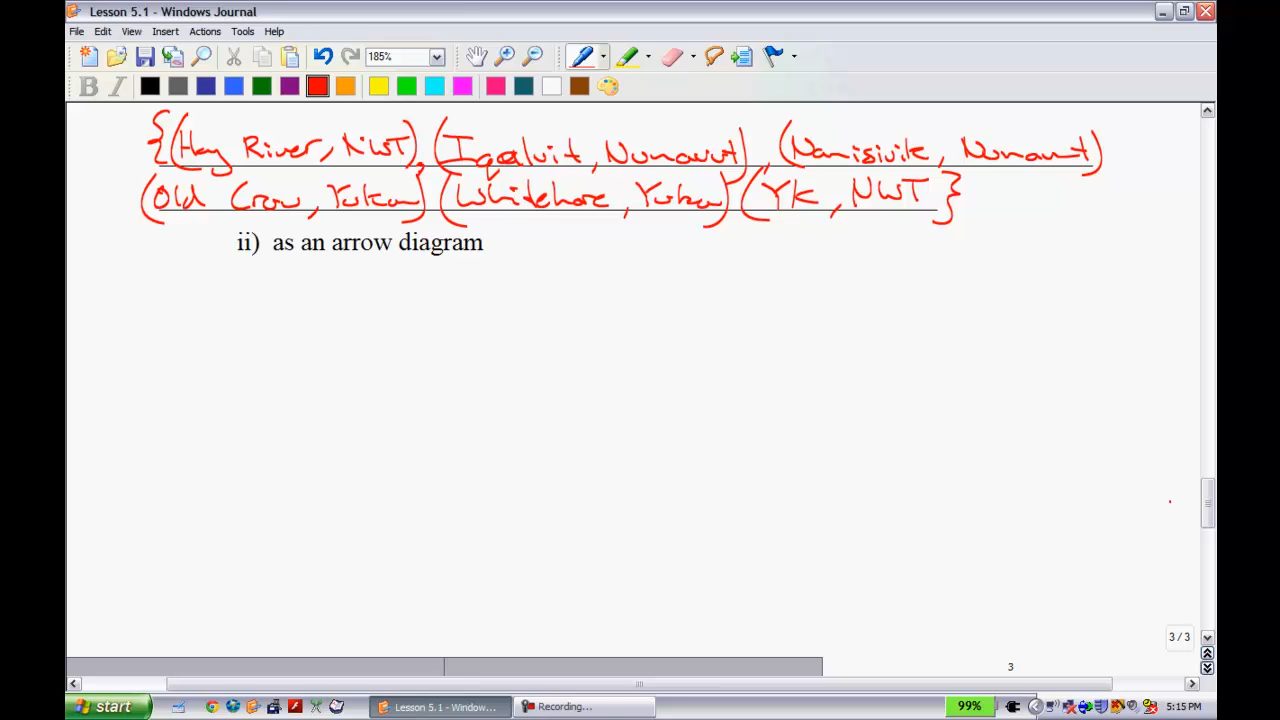 Lesson 5.1 - Windows Journal
File Edit View Insert Actions Tools Help
185%
B I
{(Hay River, NWT), (Iqaluit, Nunavut), (Nanisivik, Nunavut)
(Old Crow, Yukon) (Whitehorse, Yukon) (YK, NWT}
ii) as an arrow diagram
3/3
3
start Lesson 5.1 - Window... Recording... 99% 5:15 PM